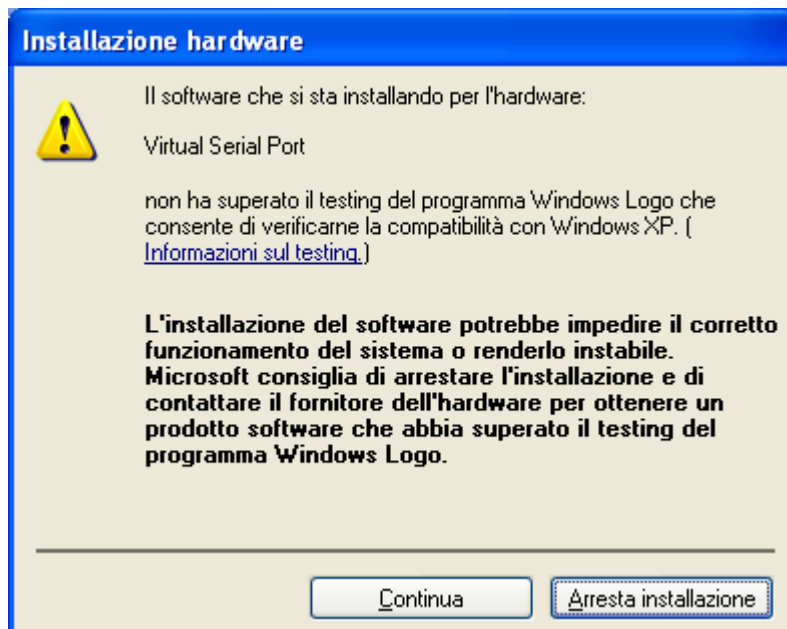 Installazione hardware
Il software che si sta installando per l'hardware:
Virtual Serial Port
non ha superato il testing del programma Windows Logo che
consente di verificarne la compatibilità con Windows XP. (
Informazioni sul testing.)
L'installazione del software potrebbe impedire il corretto
funzionamento del sistema o renderlo instabile.
Microsoft consiglia di arrestare l'installazione e di
contattare il fornitore dell'hardware per ottenere un
prodotto software che abbia superato il testing del
programma Windows Logo.
Continua
Arresta installazione